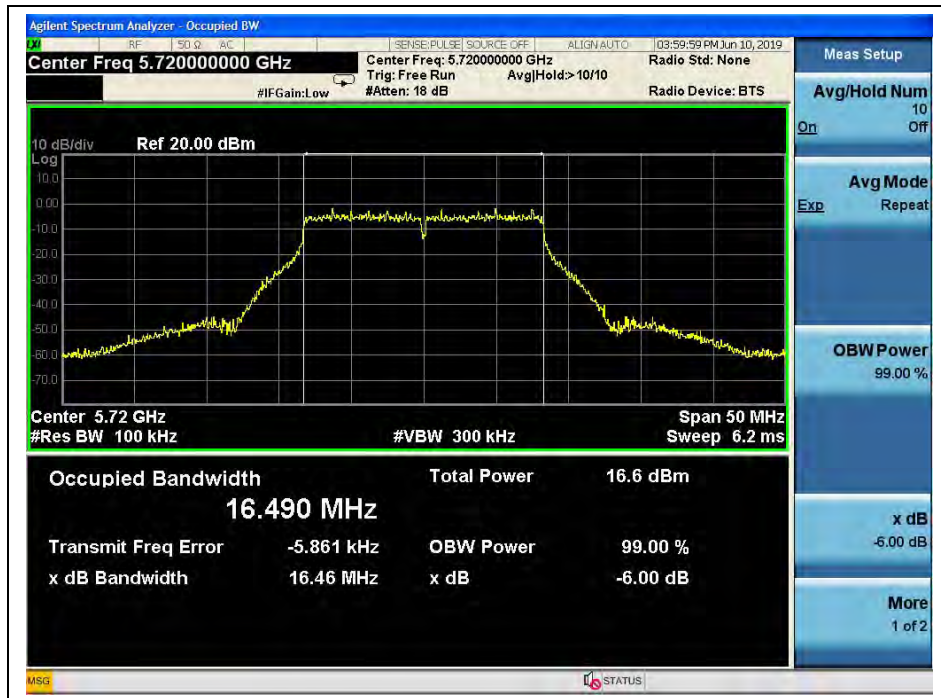 Agilent Spectrum Analyzer - Occupied BW
LXI RF 50 Ω AC SENSE:PULSE SOURCE OFF ALIGN AUTO 03:59:59 PM Jun 10, 2019
Center Freq 5.720000000 GHz
Center Freq: 5.720000000 GHz
Radio Std: None
Trig: Free Run Avg|Hold:> 10/10
#IFGain:Low #Atten: 18 dB Radio Device: BTS
10 dB/div Ref 20.00 dBm
Log
10.0
0.00
-10.0
-20.0
-30.0
-40.0
-50.0
-60.0
-70.0
Center 5.72 GHz Span 50 MHz
#Res BW 100 kHz #VBW 300 kHz Sweep 6.2 ms
Occupied Bandwidth Total Power 16.6 dBm
16.490 MHz
Transmit Freq Error -5.861 kHz OBW Power 99.00 %
x dB Bandwidth 16.46 MHz x dB -6.00 dB
Meas Setup
Avg/Hold Num
10
On Off
Avg Mode
Exp Repeat
OBW Power
99.00 %
x dB
-6.00 dB
More
1 of 2
MSG STATUS